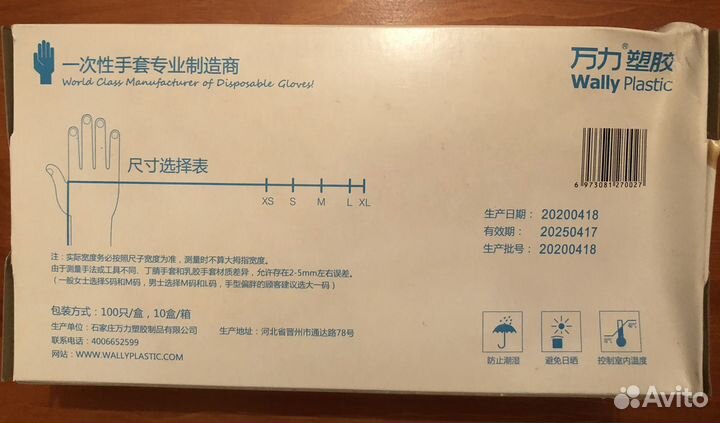 一次性手套专业制造商
World Class Manufacturer of Disposable Gloves!
万力®塑胶
Wally Plastic
尺寸选择表
XS S M L XL
6 973081 270027
生产日期: 20200418
有效期: 20250417
生产批号: 20200418
注:实际宽度务必按照尺子宽度为准,测量时不算大拇指宽度。
由于测量手法或工具不同、丁腈手套和乳胶手套材质差异,允许存在2-5mm左右误差。
(一般女士选择S码和M码,男士选择M码和L码,手型偏胖的顾客建议选大一码)
包装方式:100只/盒,10盒/箱
生产单位:石家庄万力塑胶制品有限公司 生产地址:河北省晋州市通达路78号
联系电话:4006652599
网站:WWW.WALLYPLASTIC.COM
防止潮湿 避免日晒 控制室内温度
Avito